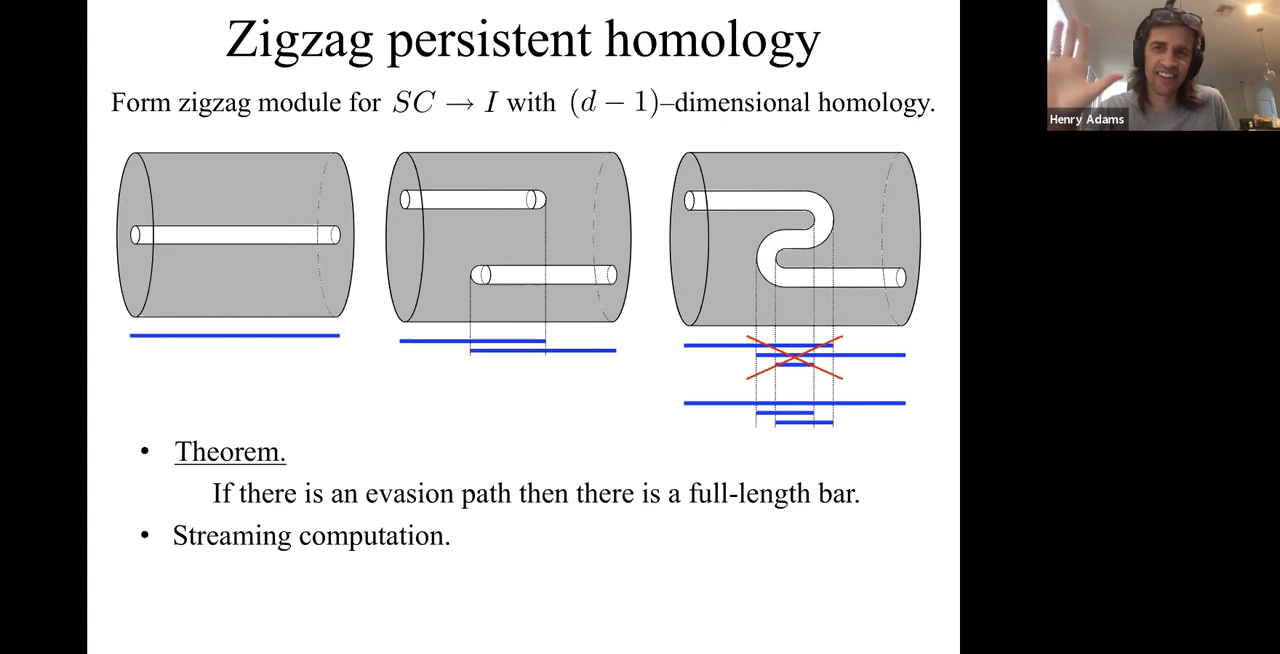 Zigzag persistent homology
Form zigzag module for SC → I with (d − 1)–dimensional homology.
Henry Adams
• Theorem.
If there is an evasion path then there is a full-length bar.
• Streaming computation.